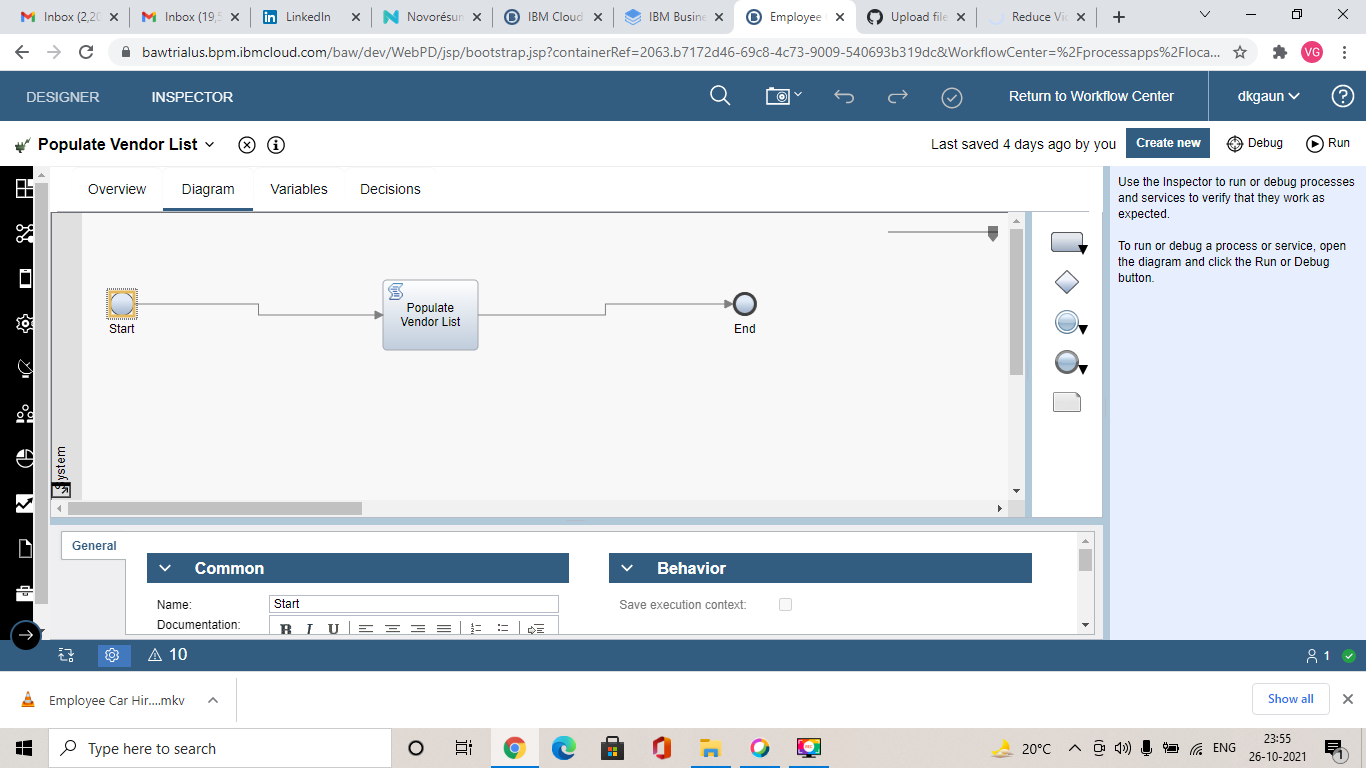 Inbox (2,20
Inbox (19,5
LinkedIn
Novorésum
IBM Cloud
IBM Busine
Employee
Upload file
Reduce Vid
bawtrialus.bpm.ibmcloud.com/baw/dev/WebPD/jsp/bootstrap.jsp?containerRef=2063.b7172d46-69c8-4c73-9009-540693b319dc&WorkflowCenter=%2Fprocessapps%2Floca...
VG
DESIGNER
INSPECTOR
Return to Workflow Center
dkgaun
Populate Vendor List
Last saved 4 days ago by you
Create new
Debug
Run
Overview
Diagram
Variables
Decisions
Use the Inspector to run or debug processes
and services to verify that they work as
expected.
To run or debug a process or service, open
the diagram and click the Run or Debug
button.
Start
Populate
Vendor List
End
System
General
Common
Behavior
Name:
Start
Save execution context:
Documentation:
B I U
10
1
Employee Car Hir....mkv
Show all
Type here to search
20°C
ENG
23:55
26-10-2021
1